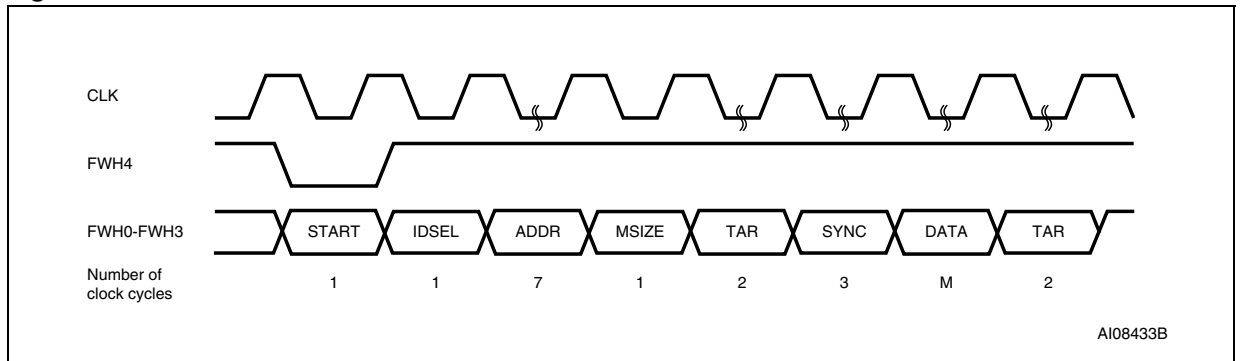 CLK
FWH4
FWH0-FWH3 START IDSEL ADDR MSIZE TAR SYNC DATA TAR
Number of
clock cycles 1 1 7 1 2 3 M 2
AI08433B